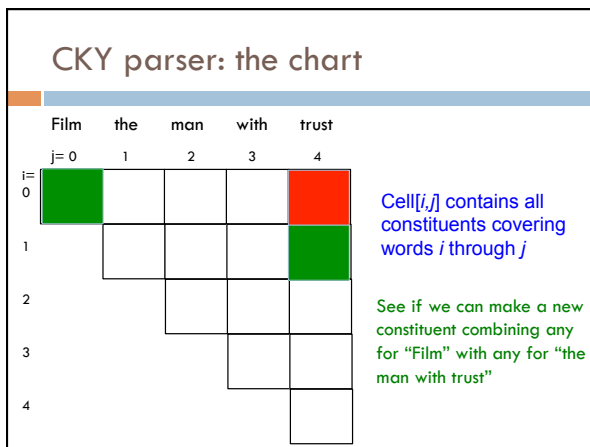 CKY parser: the chart
Film the man with trust
j= 0 1 2 3 4
i=
0
1
2
3
4
Cell[i,j] contains all
constituents covering
words i through j
See if we can make a new
constituent combining any
for “Film” with any for “the
man with trust”